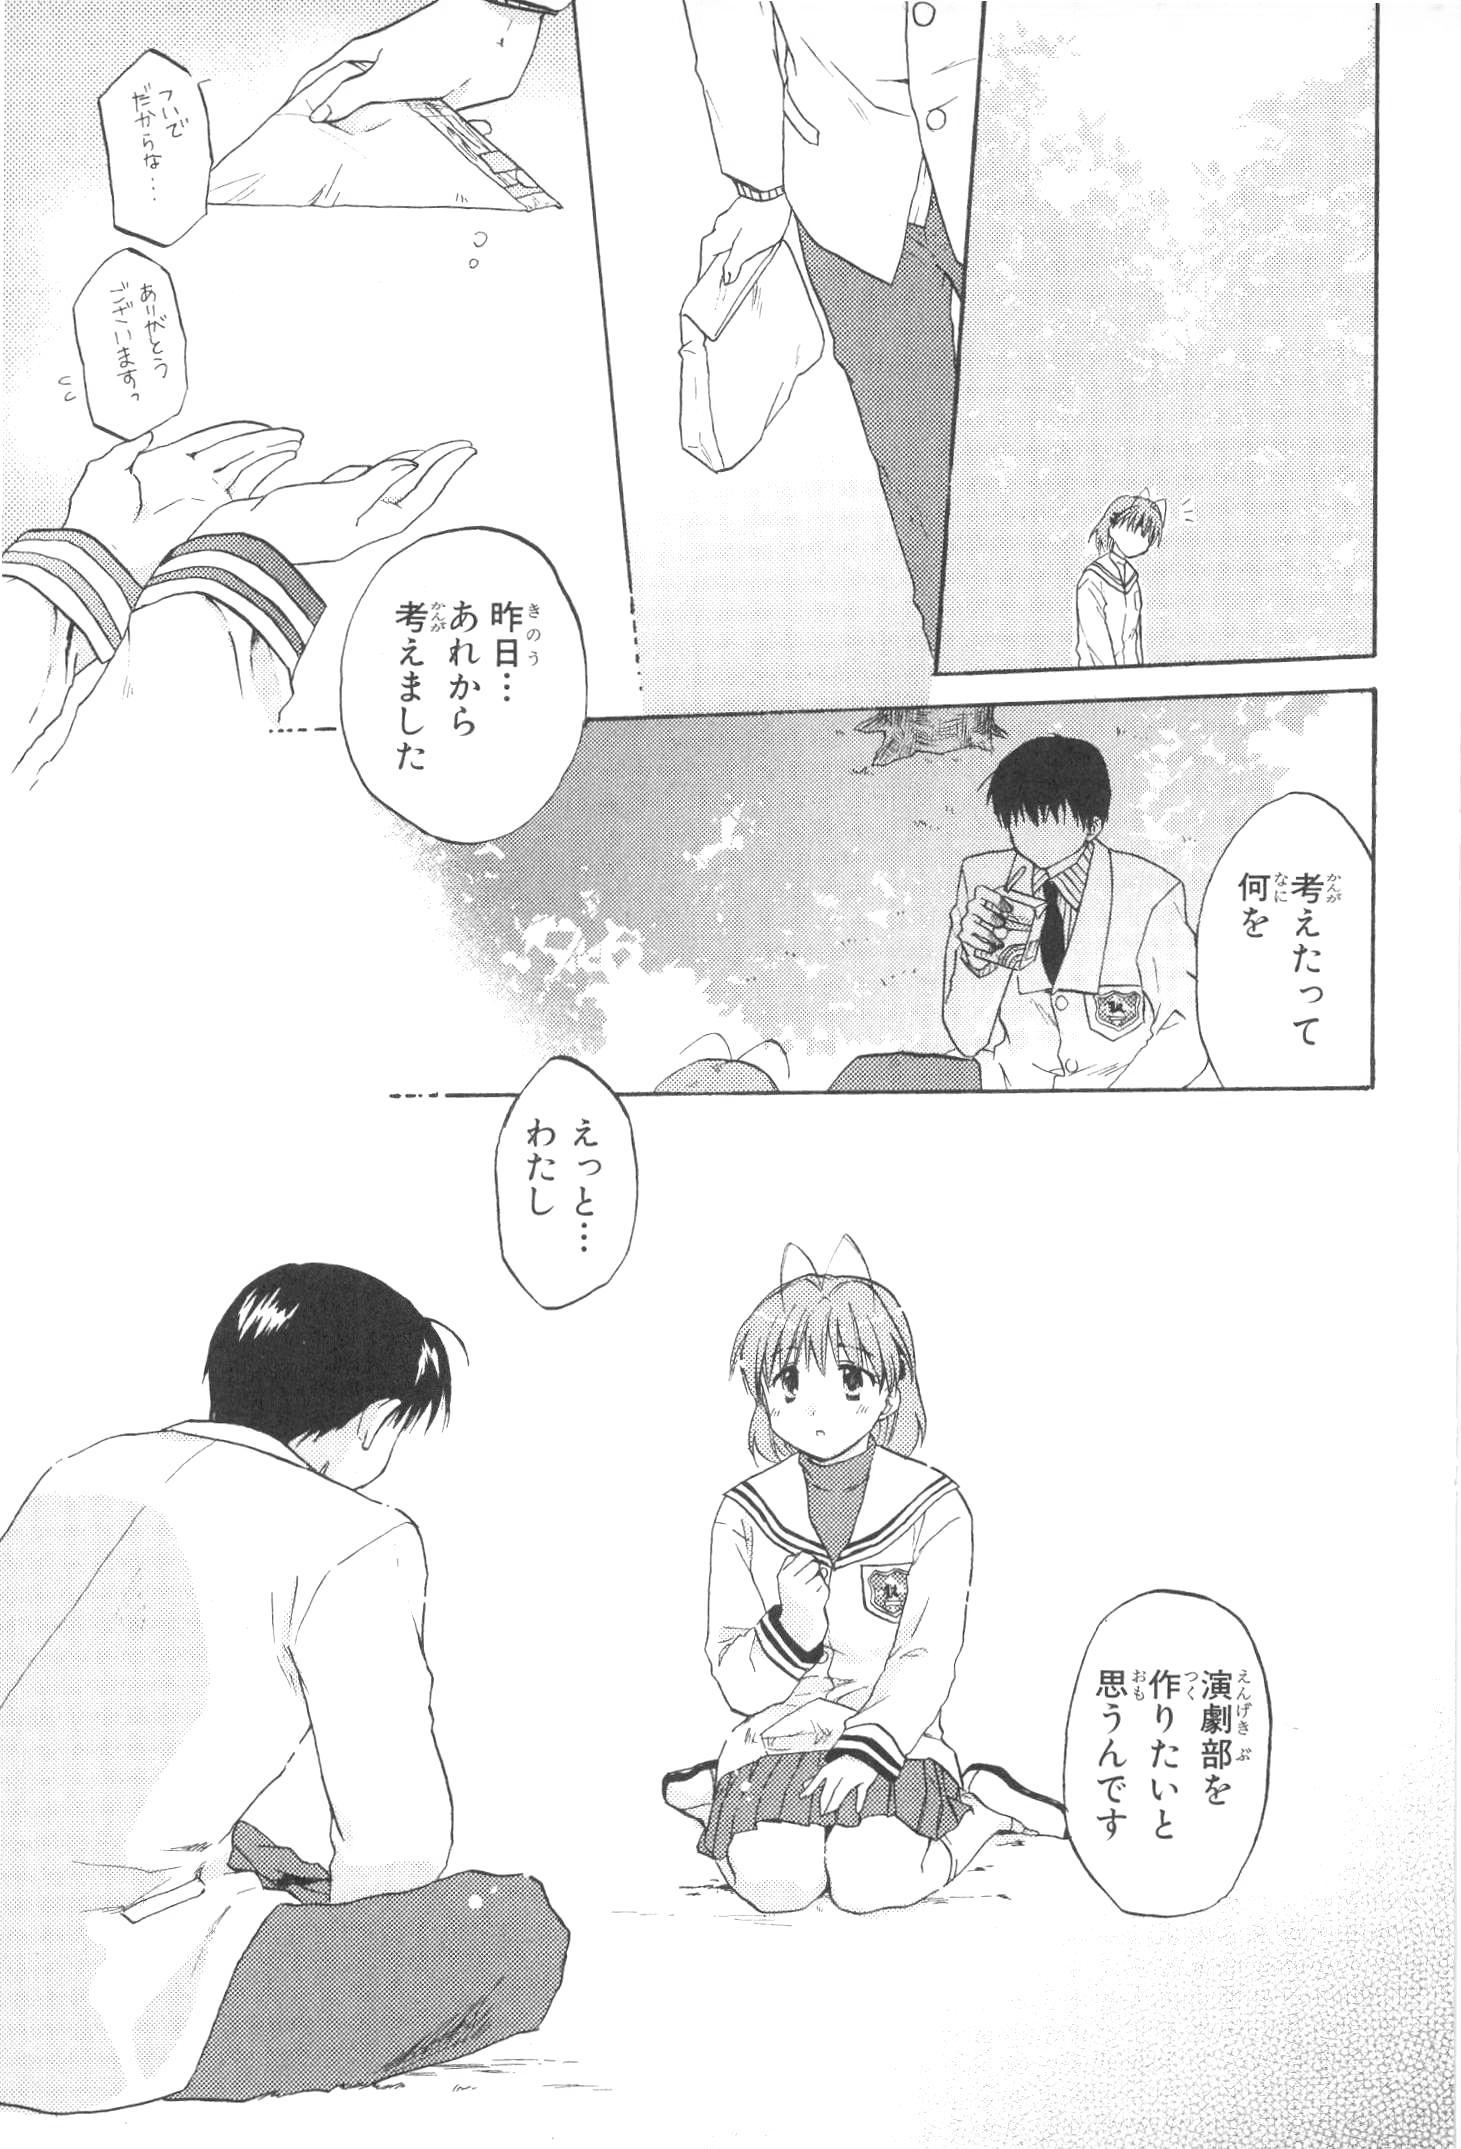 ついで
だからな…
ありがとう
ございますっ
昨日…
あれから
考えました
考えたって
何を
えっと…
わたし
演劇部を
作りたいと
思うんです